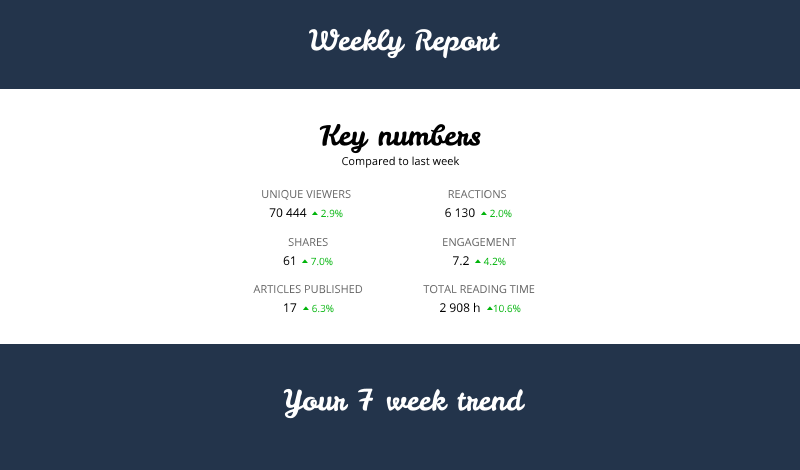 Weekly Report
Key numbers
Compared to last week
UNIQUE VIEWERS
70 444 ▲ 2.9%
REACTIONS
6 130 ▲ 2.0%
SHARES
61 ▲ 7.0%
ENGAGEMENT
7.2 ▲ 4.2%
ARTICLES PUBLISHED
17 ▲ 6.3%
TOTAL READING TIME
2 908 h ▲10.6%
Your 7 week trend